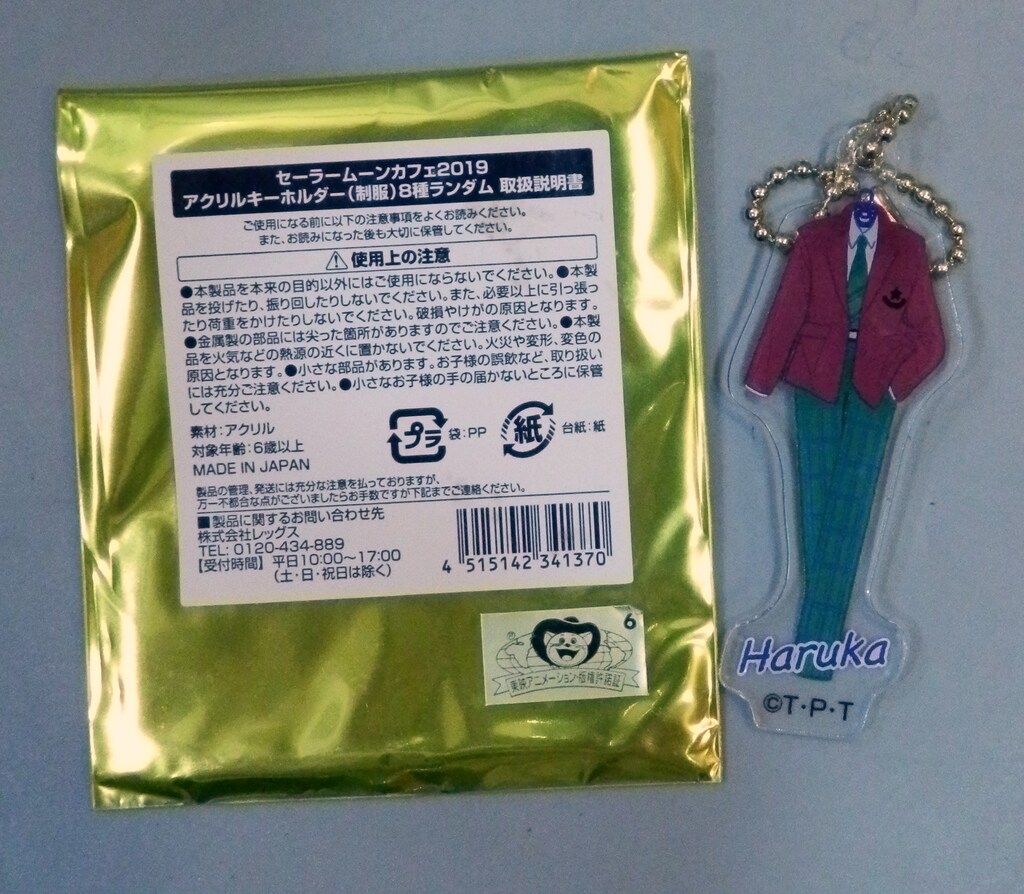 セーラームーンカフェ2019
アクリルキーホルダー(制服)8種ランダム 取扱説明書
ご使用になる前に以下の注意事項をよくお読みください。
また、お読みになった後も大切に保管してください。
使用上の注意
●本製品を本来の目的以外にはご使用にならないでください。●本製
品を投げたり、振り回したりしないでください。また、必要以上に引っ張っ
たり荷重をかけたりしないでください。破損やけがの原因となります。
●金属製の部品には尖った箇所がありますのでご注意ください。●本製
品を火気などの熱源の近くに置かないでください。火災や変形、変色の
原因となります。●小さな部品があります。お子様の誤飲など、取り扱い
には充分ご注意ください。●小さなお子様の手の届かないところに保管
してください。
素材:アクリル
対象年齢:6歳以上
MADE IN JAPAN
プラ 袋:PP
紙 台紙:紙
製品の管理、発送には充分な注意を払っておりますが、
万一不都合な点がございましたらお手数ですが下記までご連絡ください。
■製品に関するお問い合わせ先
株式会社レッグス
TEL: 0120-434-889
【受付時間】 平日10:00〜17:00
(土・日・祝日は除く)
4 515142 341370
6
東映アニメーション・版権許諾証
Haruka
©T・P・T